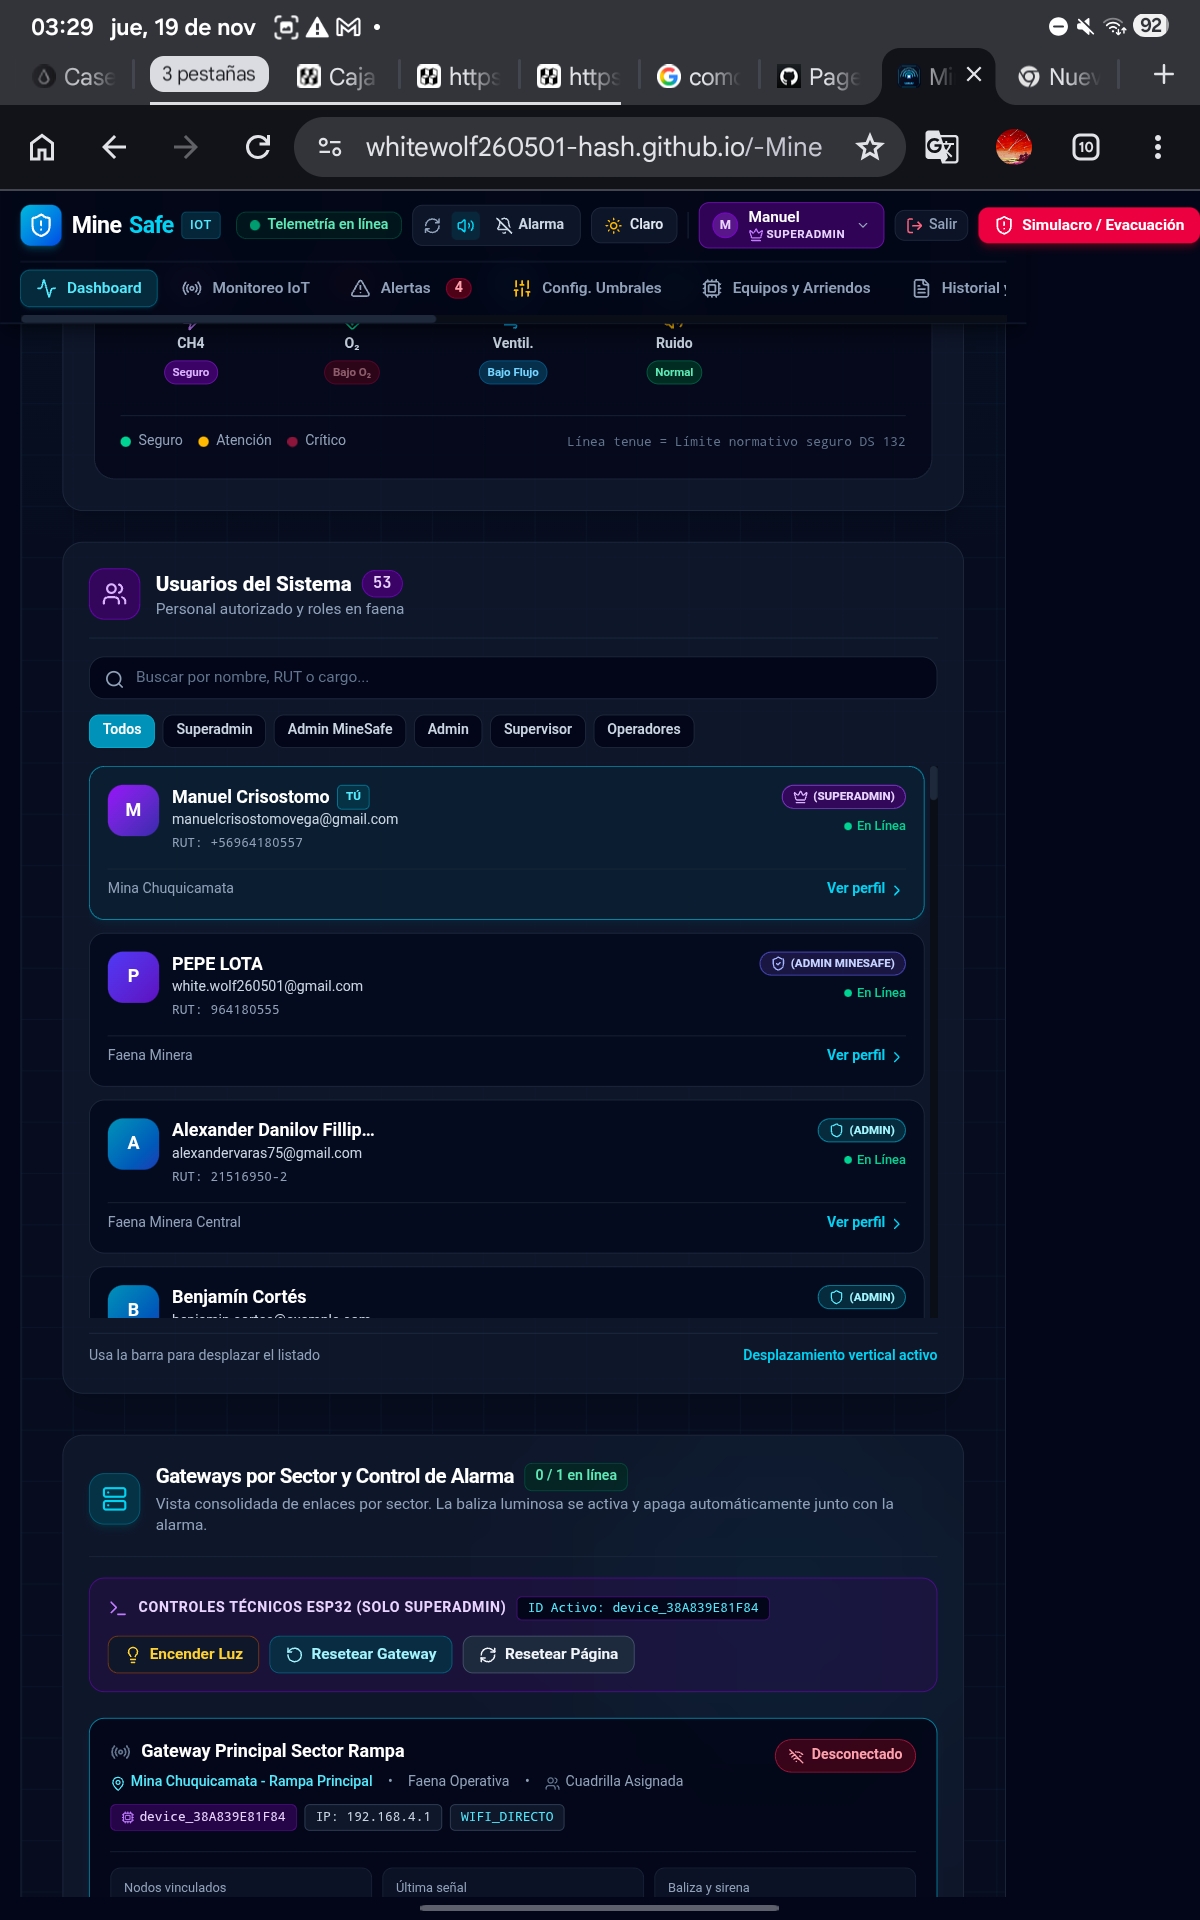 03:29 jue, 19 de nov 92
Case 3 pestañas Caja https https como Page Mi Nuev
whitewolf260501-hash.github.io/-Mine 10
Mine Safe IOT Telemetría en línea Alarma Claro M Manuel SUPERADMIN Salir Simulacro / Evacuación
Dashboard Monitoreo IoT Alertas 4 Config. Umbrales Equipos y Arriendos Historial y
CH4 O₂ Ventil. Ruido
Seguro Bajo O₂ Bajo Flujo Normal
Seguro Atención Crítico Línea tenue = Límite normativo seguro DS 132
Usuarios del Sistema 53
Personal autorizado y roles en faena
Buscar por nombre, RUT o cargo...
Todos Superadmin Admin MineSafe Admin Supervisor Operadores
M Manuel Crisostomo TÚ (SUPERADMIN)
manuelcrisostomovega@gmail.com En Línea
RUT: +56964180557
Mina Chuquicamata Ver perfil
P PEPE LOTA (ADMIN MINESAFE)
white.wolf260501@gmail.com En Línea
RUT: 964180555
Faena Minera Ver perfil
A Alexander Danilov Fillip... (ADMIN)
alexandervaras75@gmail.com En Línea
RUT: 21516950-2
Faena Minera Central Ver perfil
B Benjamín Cortés (ADMIN)
Usa la barra para desplazar el listado Desplazamiento vertical activo
Gateways por Sector y Control de Alarma 0 / 1 en línea
Vista consolidada de enlaces por sector. La baliza luminosa se activa y apaga automáticamente junto con la
alarma.
CONTROLES TÉCNICOS ESP32 (SOLO SUPERADMIN) ID Activo: device_38A839E81F84
Encender Luz Resetear Gateway Resetear Página
Gateway Principal Sector Rampa Desconectado
Mina Chuquicamata - Rampa Principal • Faena Operativa • Cuadrilla Asignada
device_38A839E81F84 IP: 192.168.4.1 WIFI_DIRECTO
Nodos vinculados Última señal Baliza y sirena